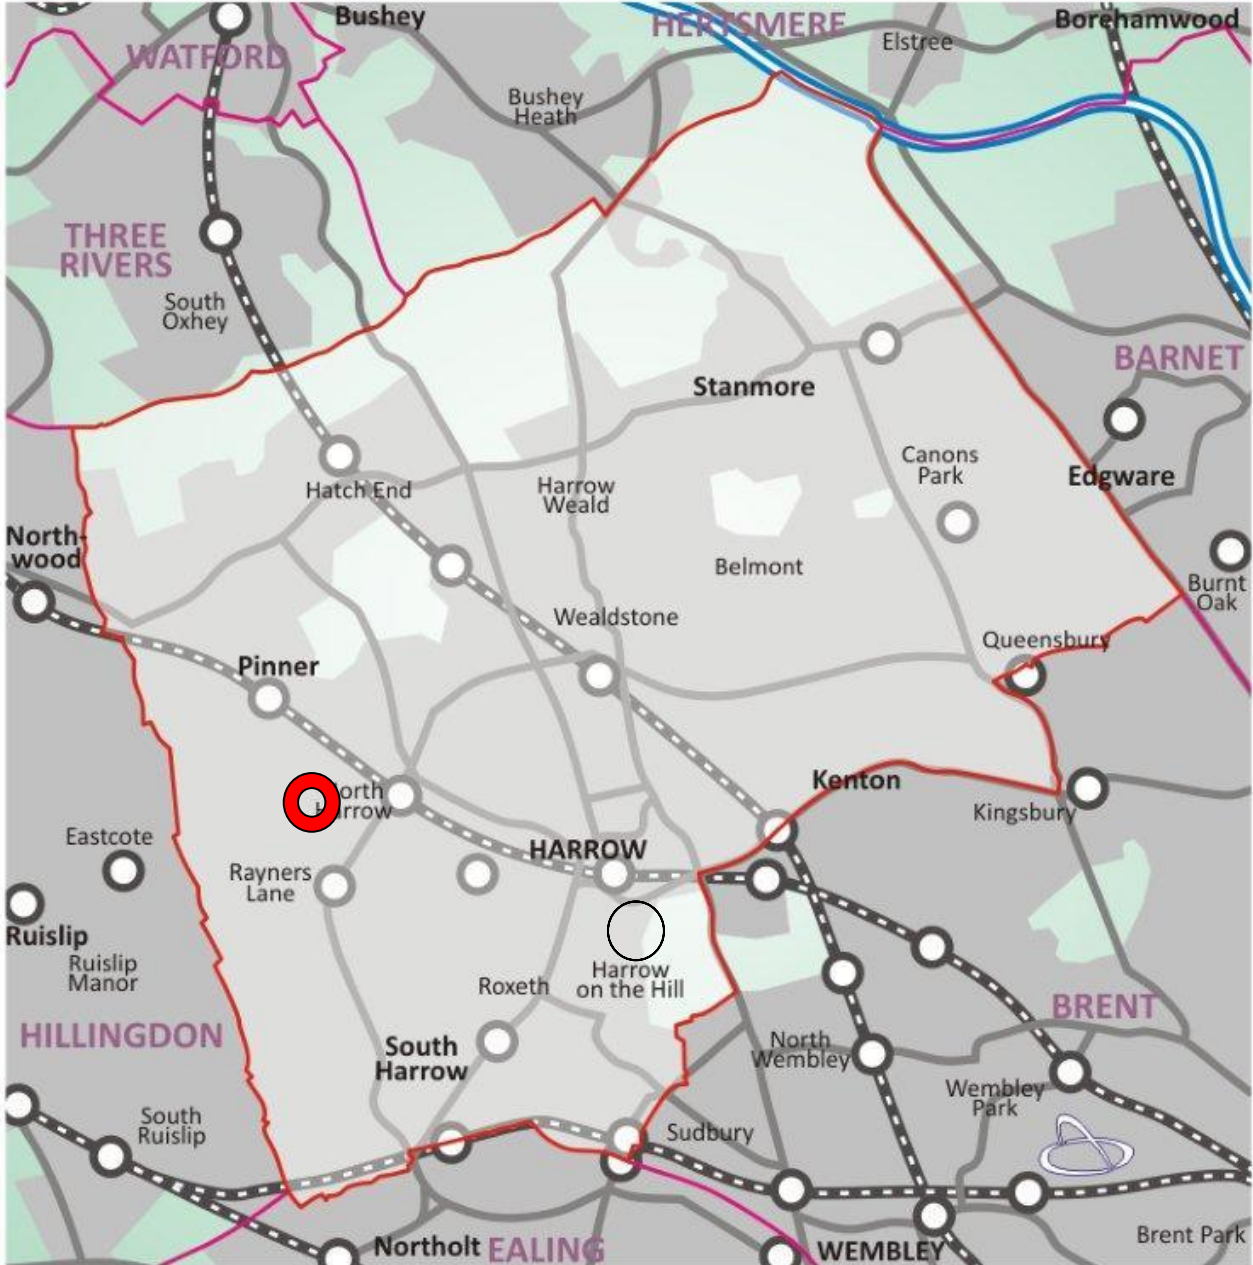 Bushey
HERTSMERE
Borehamwood
WATFORD
Elstree
Bushey
Heath
THREE
RIVERS
South
Oxhey
BARNET
Stanmore
Canons
Park
Edgware
Hatch End
Harrow
Weald
North-
wood
Belmont
Burnt
Oak
Wealdstone
Queensbury
Pinner
Kenton
North
Harrow
Kingsbury
Eastcote
HARROW
Rayners
Lane
Ruislip
Ruislip
Manor
Harrow
on the Hill
Roxeth
BRENT
HILLINGDON
South
Harrow
North
Wembley
Wembley
Park
South
Ruislip
Sudbury
Brent Park
Northolt
EALING
WEMBLEY